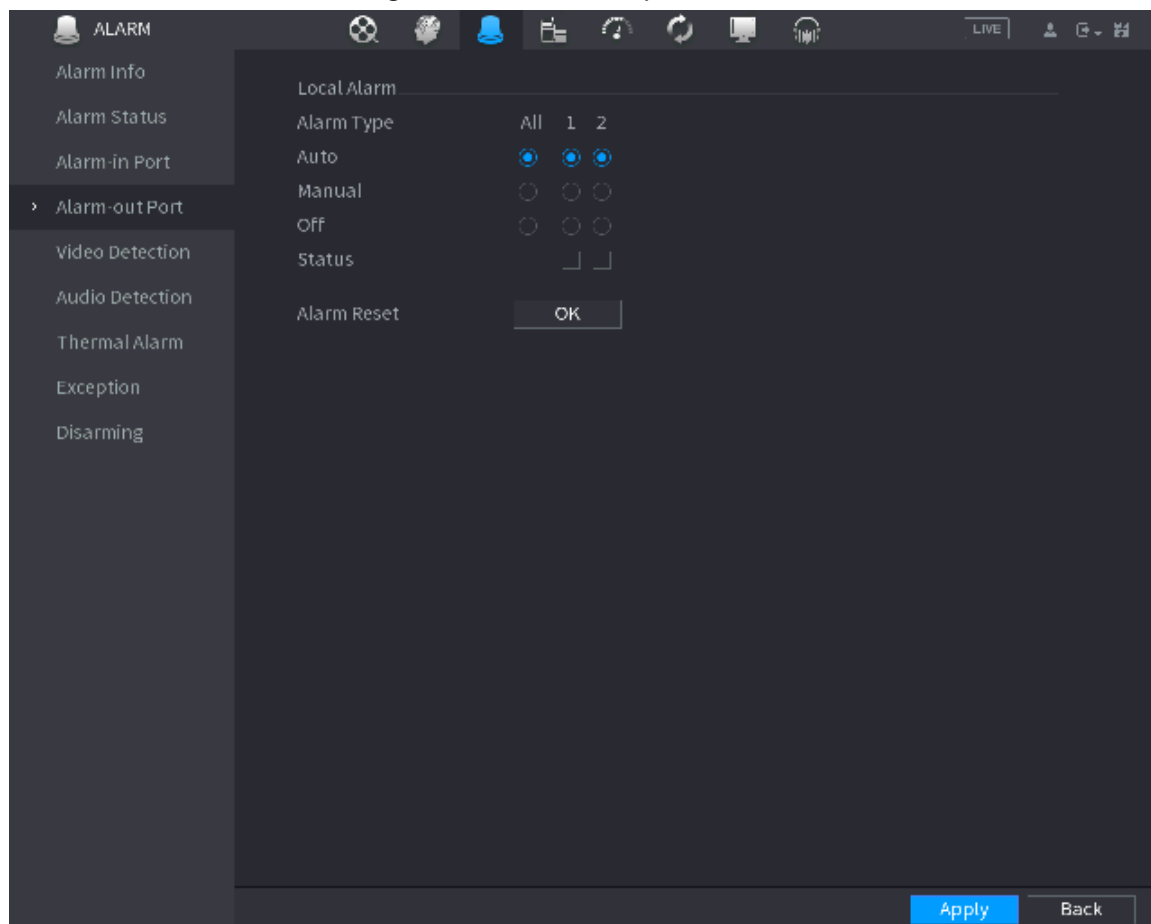 ALARM
LIVE
Alarm Info
Alarm Status
Alarm-in Port
Alarm-out Port
Video Detection
Audio Detection
Thermal Alarm
Exception
Disarming
Local Alarm
Alarm Type All 1 2
Auto
Manual
Off
Status
Alarm Reset OK
Apply Back